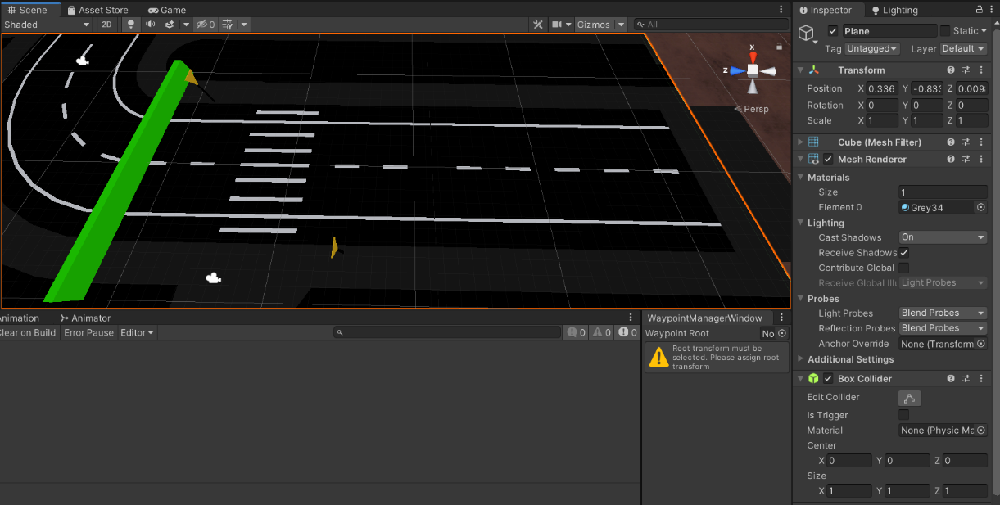 Scene
Asset Store
Game
Shaded
2D
0
Gizmos
All
x
z
Persp
Animator
Clear on Build
Error Pause
Editor
0
0
0
WaypointManagerWindow
Waypoint Root
No
Root transform must be
selected. Please assign root
transform
Inspector
Lighting
Plane
Static
Tag Untagged
Layer Default
Transform
Position X 0.336 Y -0.833 Z 0.009
Rotation X 0 Y 0 Z 0
Scale X 1 Y 1 Z 1
Cube (Mesh Filter)
Mesh Renderer
Materials
Size 1
Element 0 Grey34
Lighting
Cast Shadows On
Receive Shadows
Contribute Global
Receive Global Illu Light Probes
Probes
Light Probes Blend Probes
Reflection Probes Blend Probes
Anchor Override None (Transform
Additional Settings
Box Collider
Edit Collider
Is Trigger
Material None (Physic Ma
Center
X 0 Y 0 Z 0
Size
X 1 Y 1 Z 1